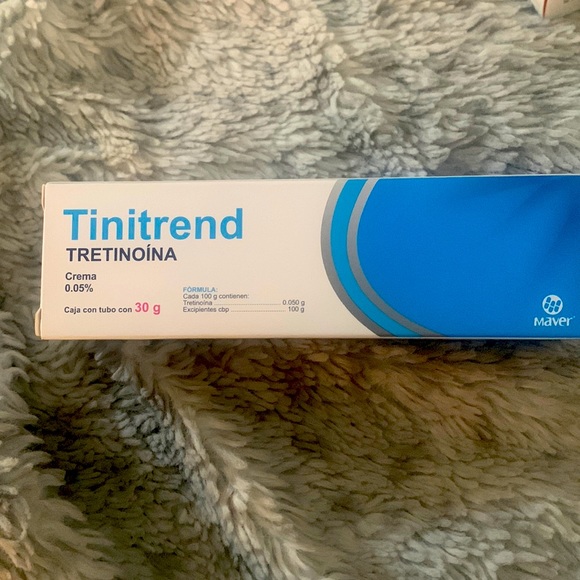 Tinitrend
TRETINOÍNA
Crema
0.05%
Caja con tubo con 30 g
FÓRMULA:
Cada 100 g contienen:
Tretinoína ........................ 0.050 g
Excipientes cbp ................... 100 g
Maver